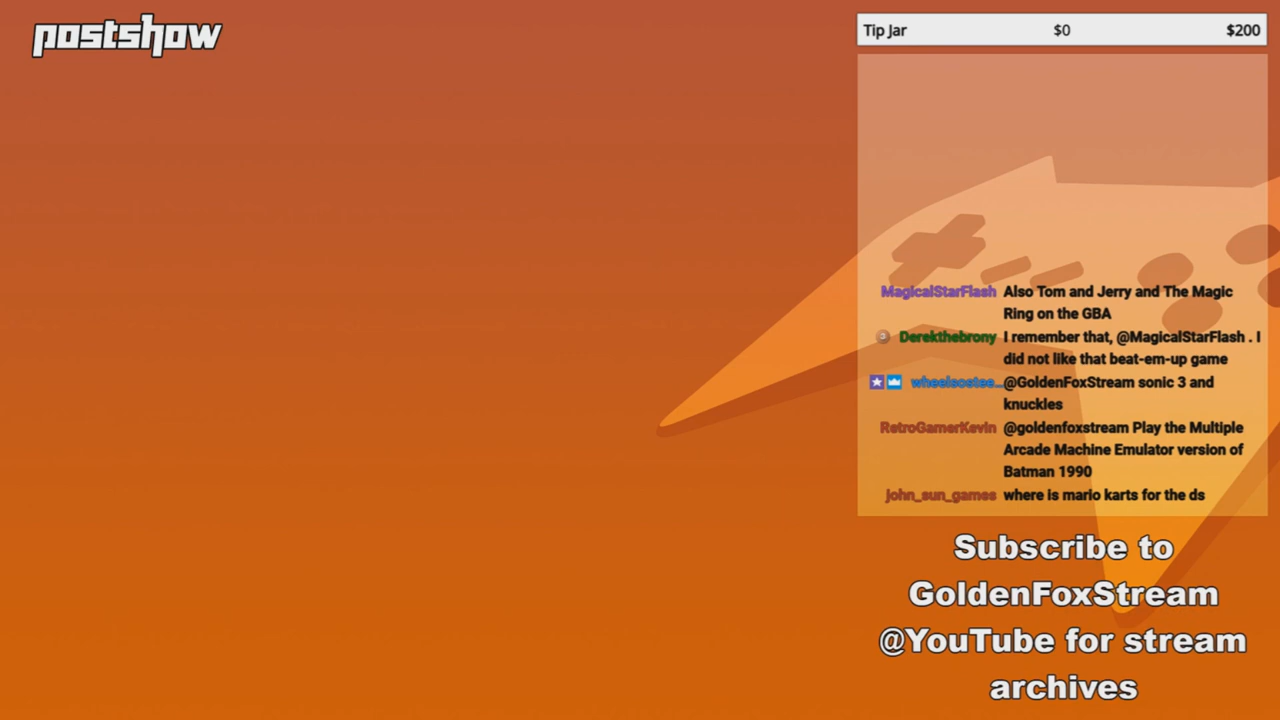 postshow
Tip Jar $0 $200
MagicalStarFlash Also Tom and Jerry and The Magic
Ring on the GBA
Derekthebrony I remember that, @MagicalStarFlash . I
did not like that beat-em-up game
wheelsostee... @GoldenFoxStream sonic 3 and
knuckles
RetroGamerKevin @goldenfoxstream Play the Multiple
Arcade Machine Emulator version of
Batman 1990
john_sun_games where is mario karts for the ds
Subscribe to
GoldenFoxStream
@YouTube for stream
archives